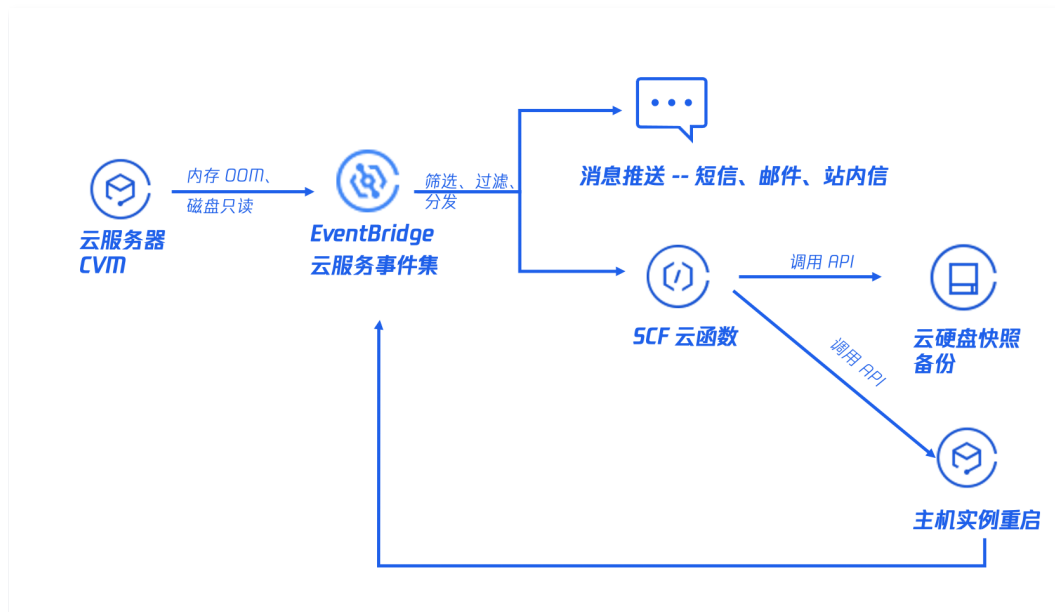 内存 OOM、
磁盘只读
云服务器
CVM
EventBridge
云服务事件集
筛选、过滤、
分发
消息推送 -- 短信、邮件、站内信
SCF 云函数
调用 API
云硬盘快照
备份
调用 API
主机实例重启